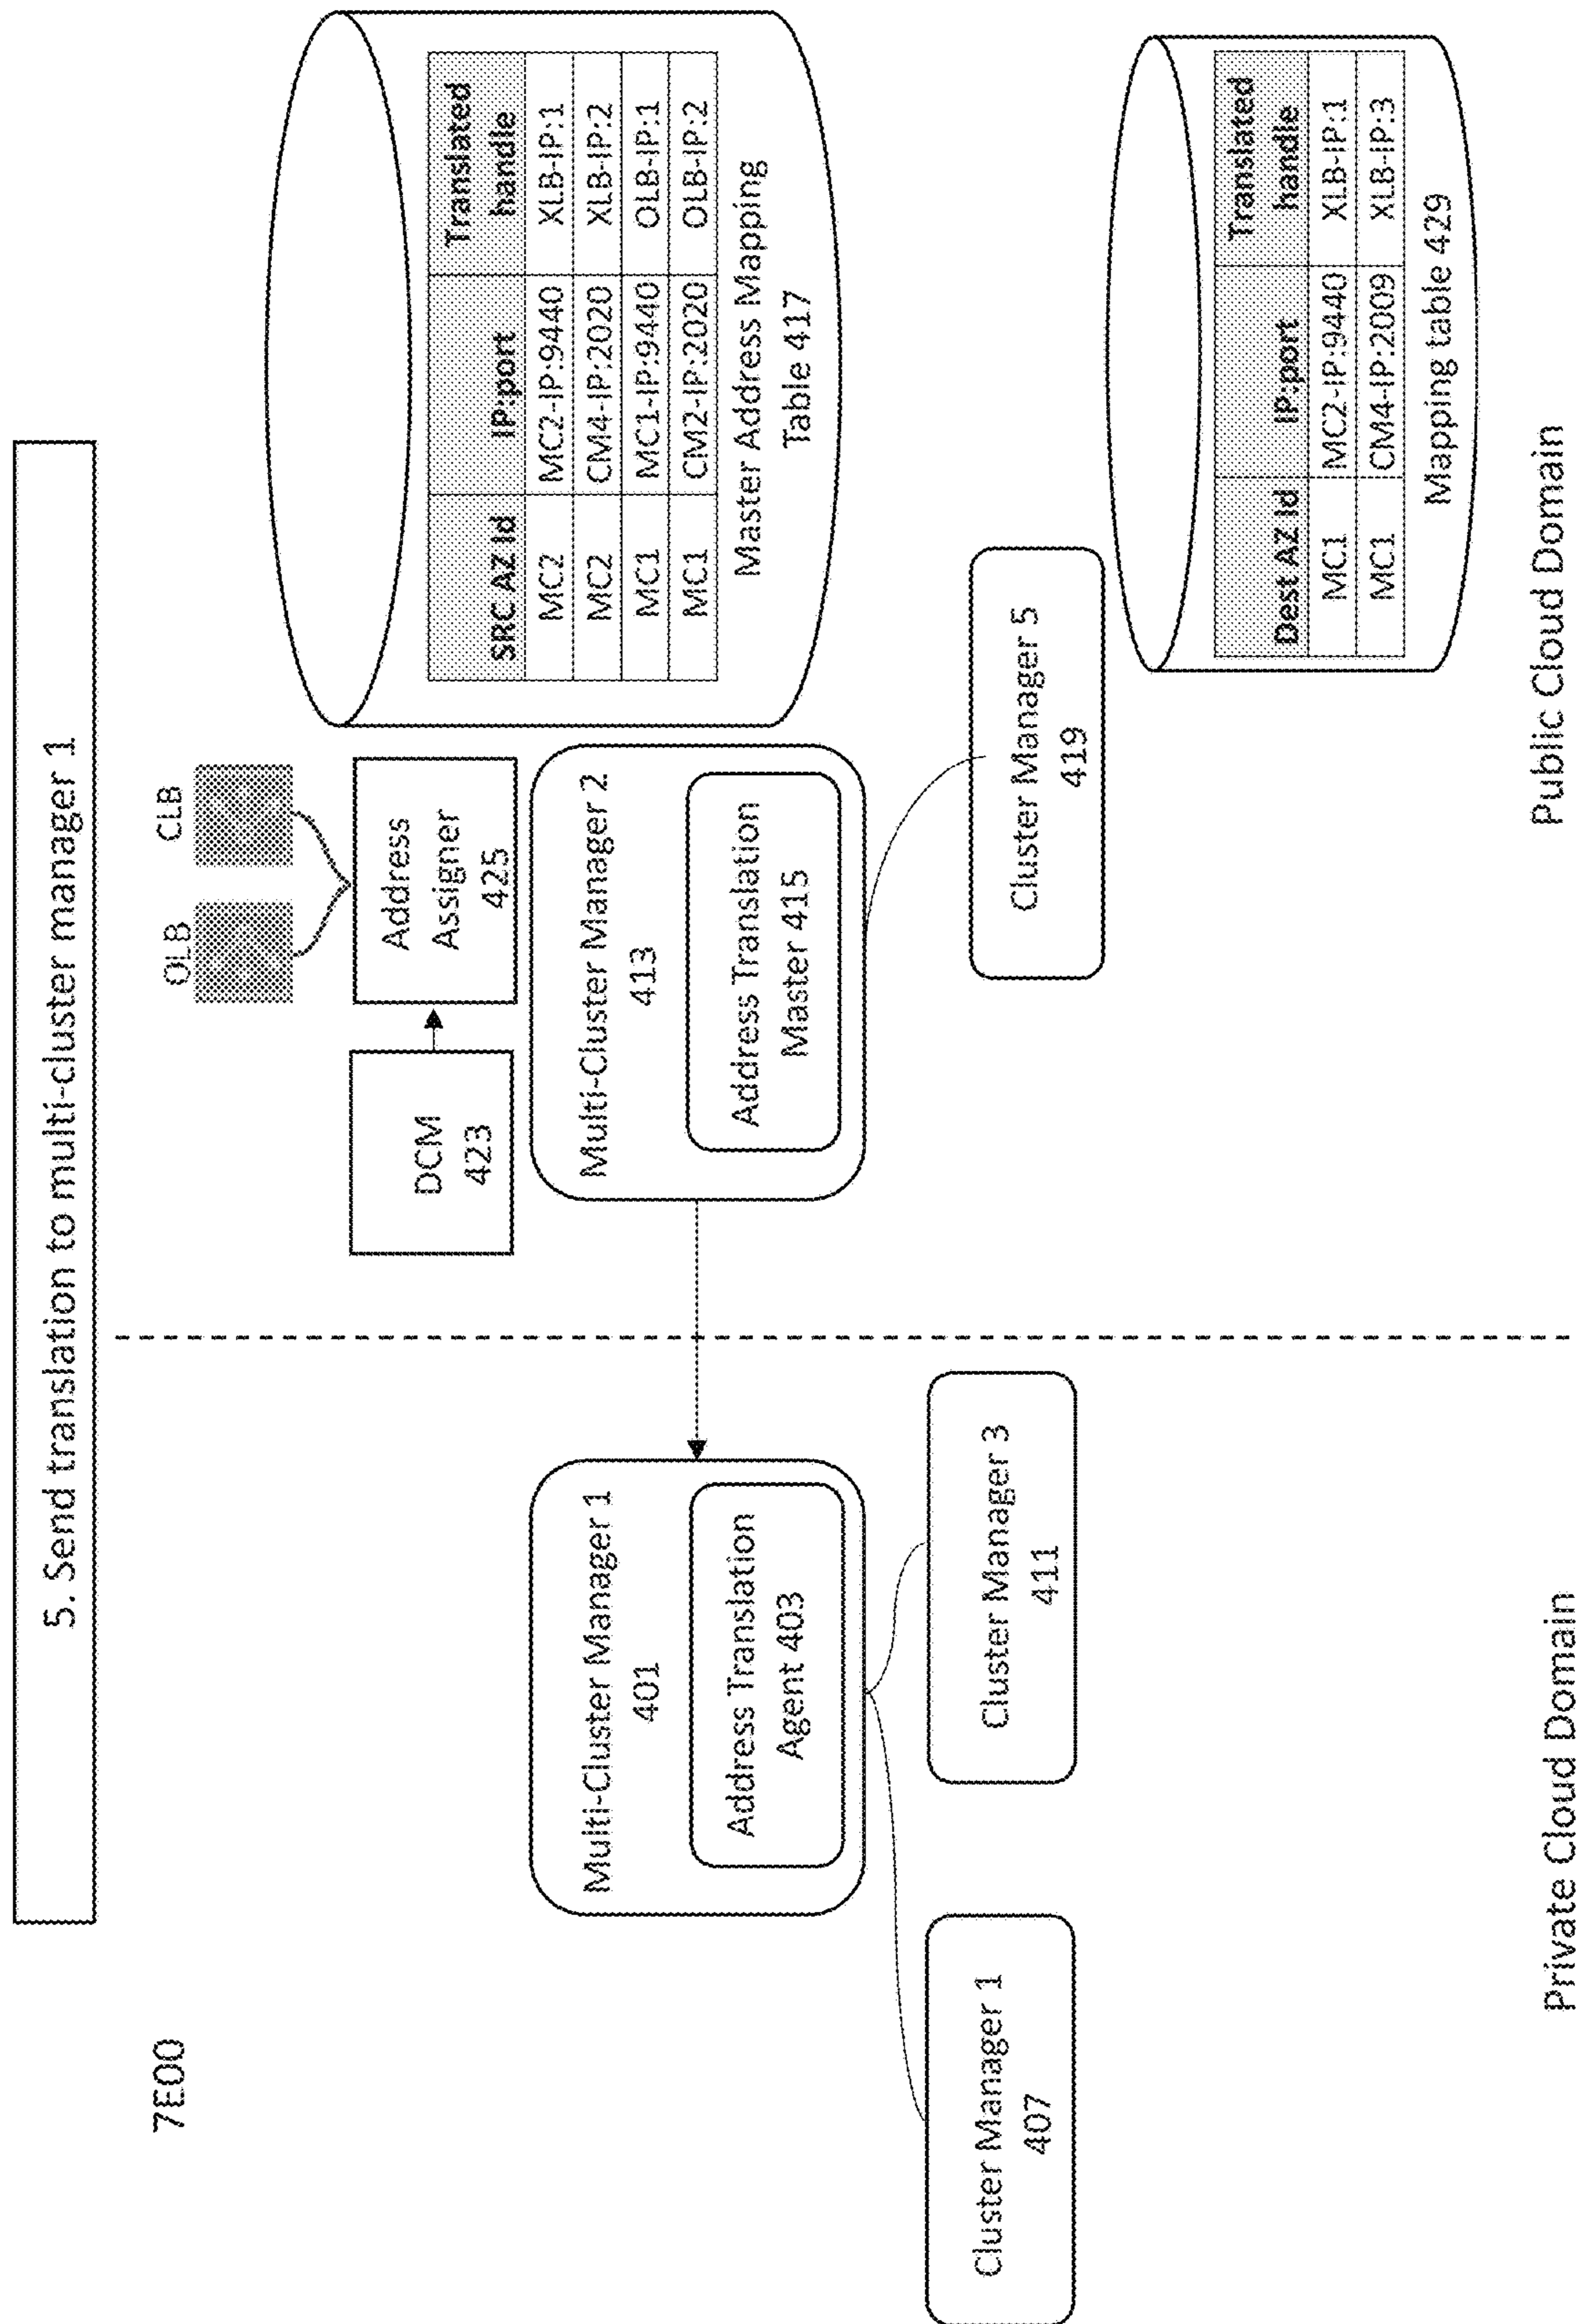 5. Send translation to multi-cluster manager 1
7E00
OLB
CLB
DCM
423
Address
Assigner
425
Multi-Cluster Manager 1
401
Address Translation
Agent 403
Multi-Cluster Manager 2
413
Address Translation
Master 415
SRC AZ Id IP:port Translated handle
MC2 MC2-IP:9440 XLB-IP:1
MC2 CM4-IP:2020 XLB-IP:2
MC1 MC1-IP:9440 OLB-IP:1
MC1 CM2-IP:2020 OLB-IP:2
Master Address Mapping
Table 417
Cluster Manager 1
407
Cluster Manager 3
411
Cluster Manager 5
419
Dest AZ Id IP:port Translated handle
MC1 MC2-IP:9440 XLB-IP:1
MC1 CM4-IP:2009 XLB-IP:3
Mapping table 429
Private Cloud Domain
Public Cloud Domain